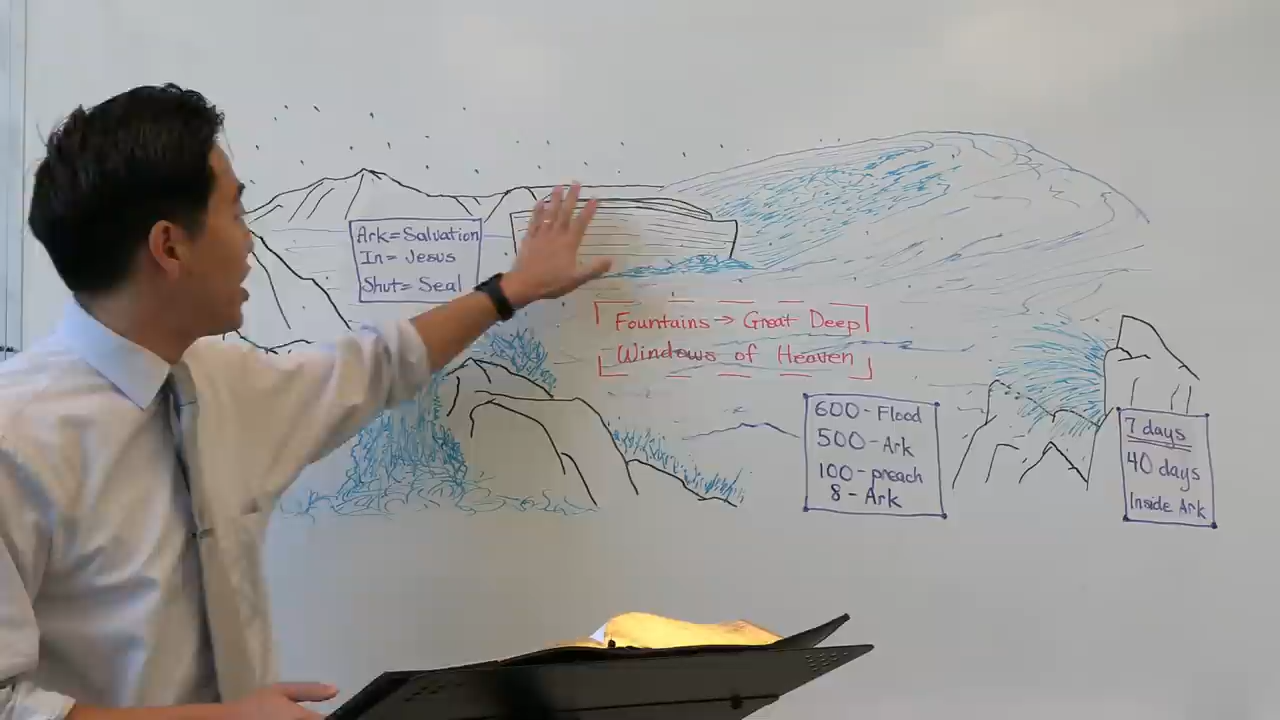 Ark=Salvation
In = Jesus
Shut= Seal
Fountains → Great Deep
Windows of Heaven
600-Flood
500-Ark
100-preach
8-Ark
7 days
40 days
Inside Ark